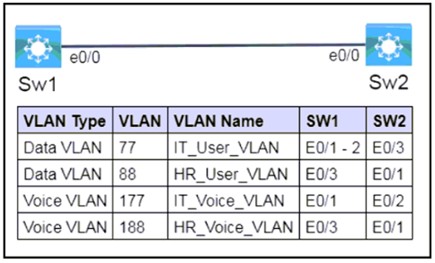 e0/0 e0/0
SW1 SW2
VLAN Type VLAN VLAN Name SW1 SW2
Data VLAN 77 IT_User_VLAN E0/1 - 2 E0/3
Data VLAN 88 HR_User_VLAN E0/3 E0/1
Voice VLAN 177 IT_Voice_VLAN E0/1 E0/2
Voice VLAN 188 HR_Voice_VLAN E0/3 E0/1